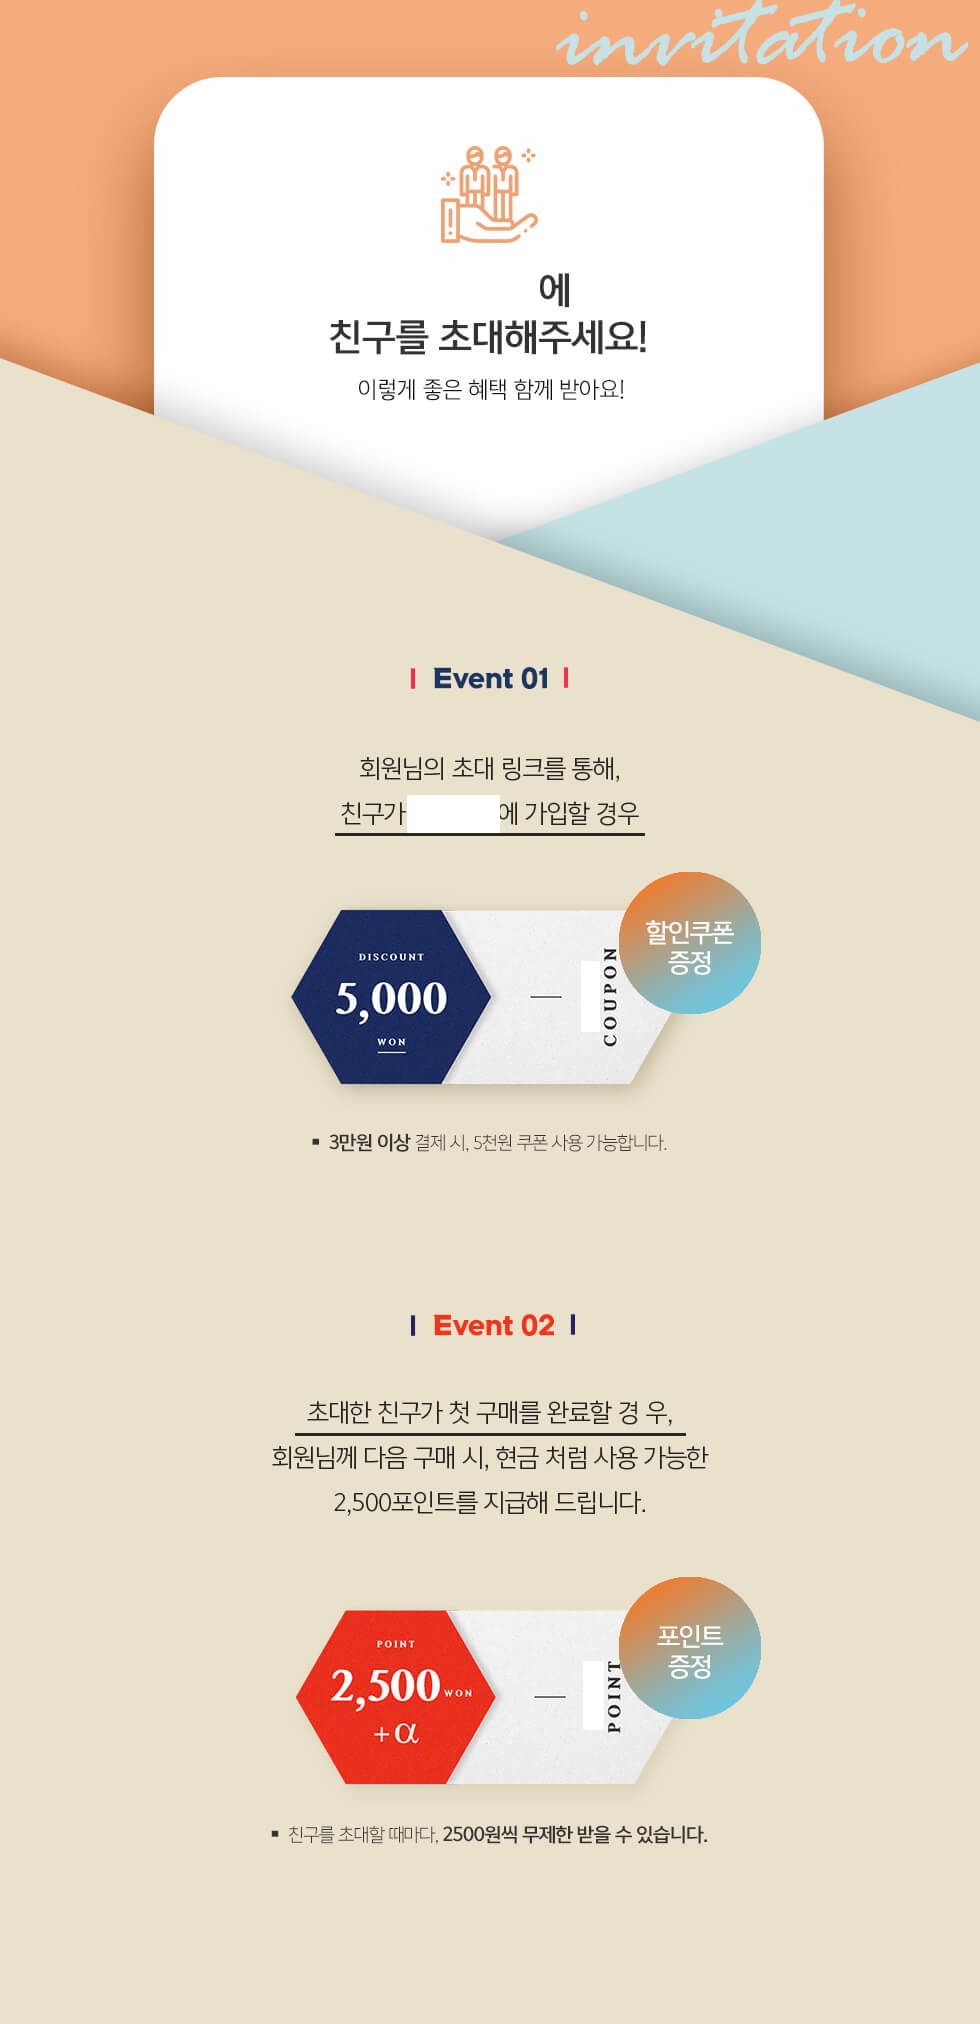 invitation
에
친구를 초대해주세요!
이렇게 좋은 혜택 함께 받아요!
Event 01
회원님의 초대 링크를 통해,
친구가 에 가입할 경우
할인쿠폰
증정
DISCOUNT
5,000
WON
COUPON
▪ 3만원 이상 결제 시, 5천원 쿠폰 사용 가능합니다.
Event 02
초대한 친구가 첫 구매를 완료할 경 우,
회원님께 다음 구매 시, 현금 처럼 사용 가능한
2,500포인트를 지급해 드립니다.
포인트
증정
POINT
2,500 WON
+α
POINT
▪ 친구를 초대할 때마다, 2500원씩 무제한 받을 수 있습니다.